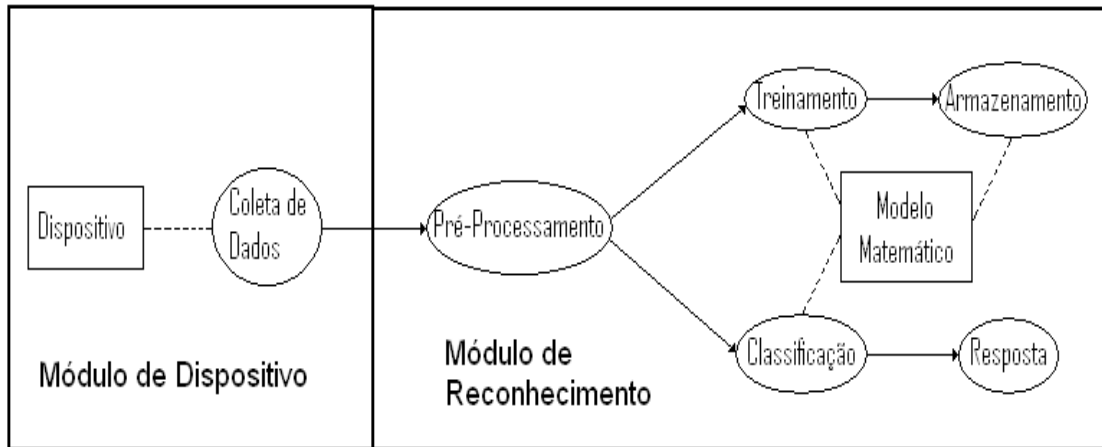 Dispositivo
Coleta de
Dados
Módulo de Dispositivo
Pré-Processamento
Módulo de
Reconhecimento
Treinamento
Armazenamento
Modelo
Matemático
Classificação
Resposta